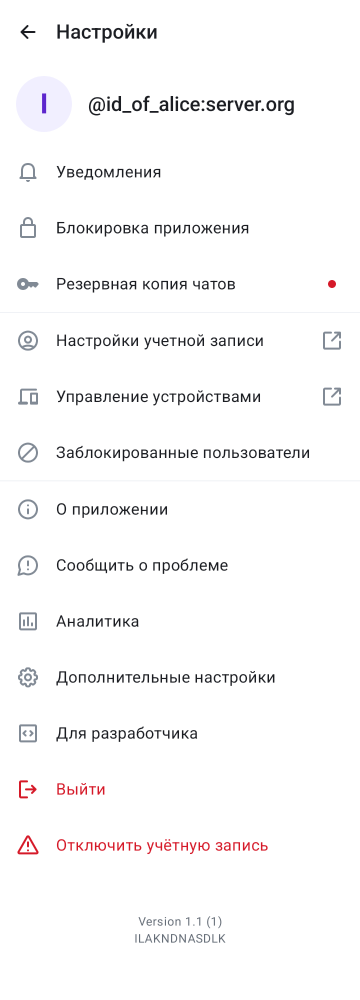 Настройки
I
@id_of_alice:server.org
Уведомления
Блокировка приложения
Резервная копия чатов
Настройки учетной записи
Управление устройствами
Заблокированные пользователи
О приложении
Сообщить о проблеме
Аналитика
Дополнительные настройки
Для разработчика
Выйти
Отключить учётную запись
Version 1.1 (1)
ILAKNDNASDLK